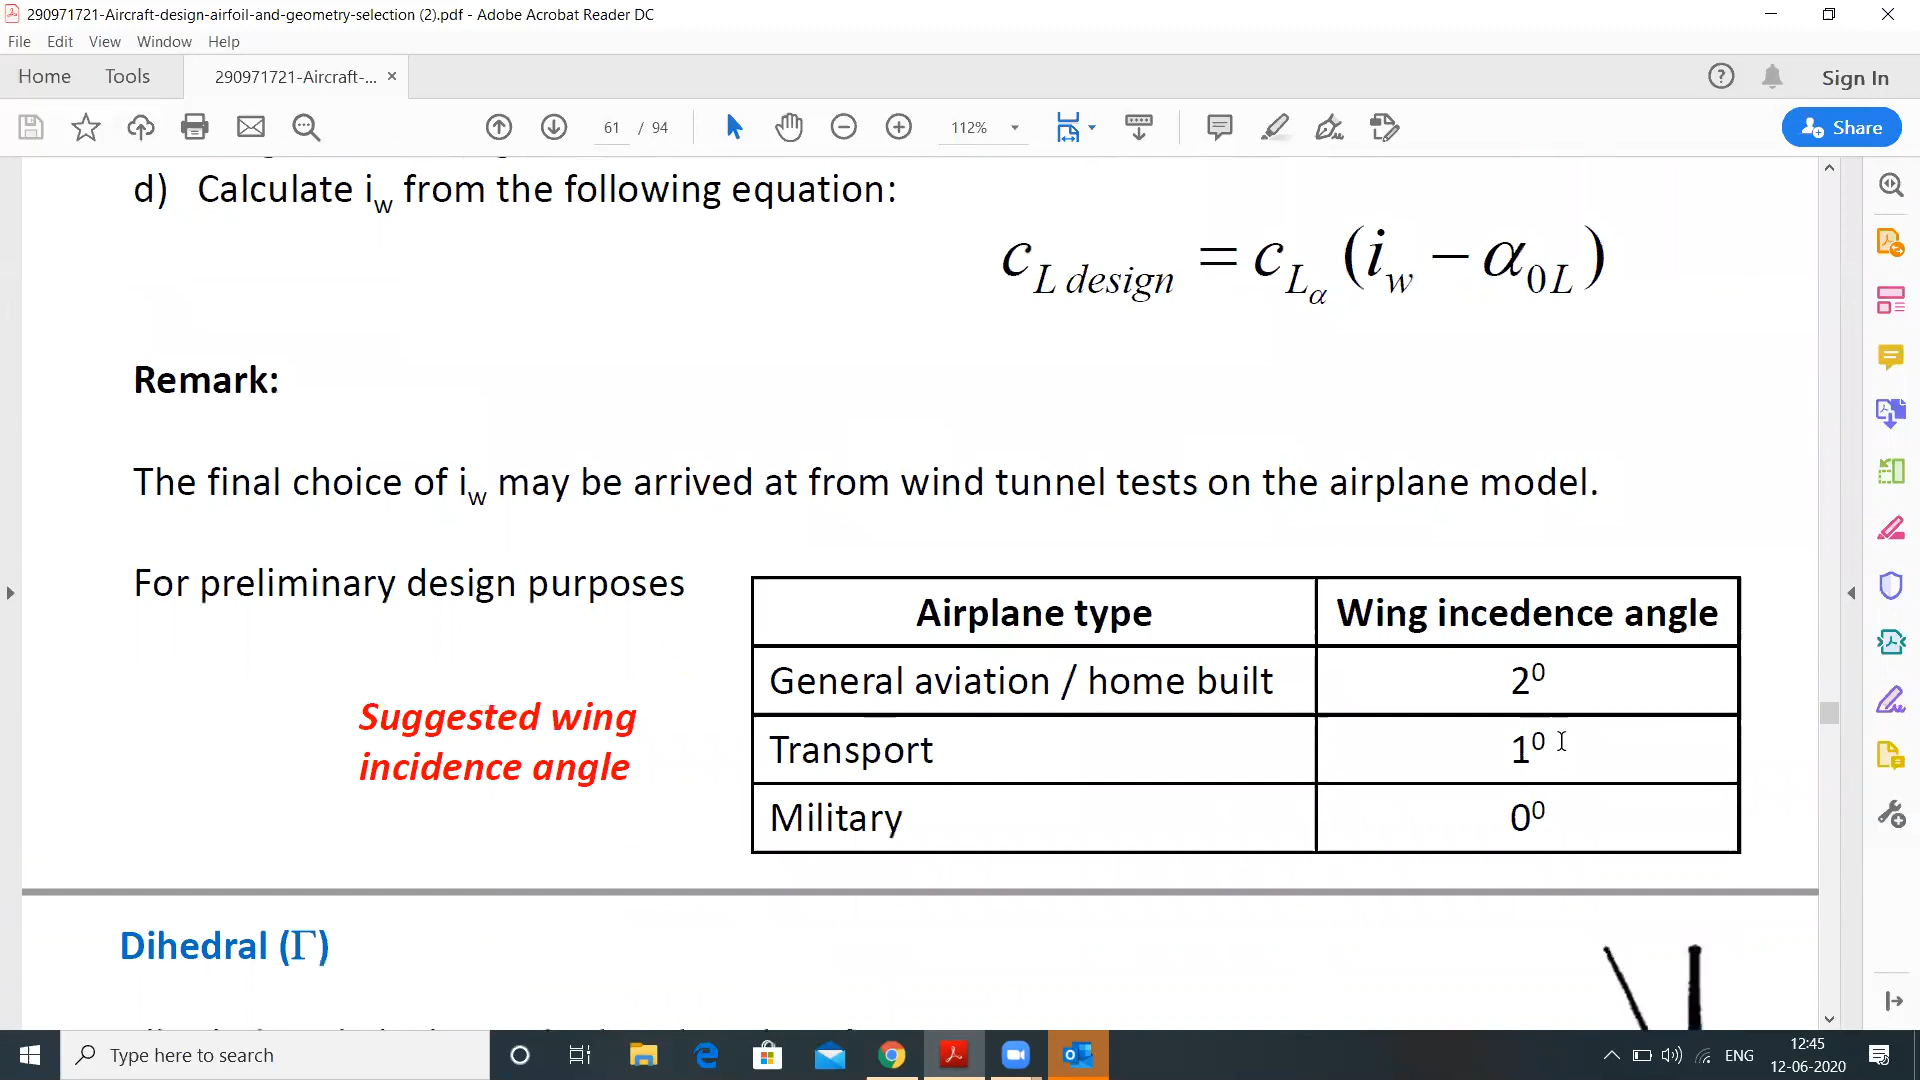 290971721-Aircraft-design-airfoil-and-geometry-selection (2).pdf - Adobe Acrobat Reader DC
File Edit View Window Help
Home Tools 290971721-Aircraft-... × Sign In
61 / 94 112% Share
d) Calculate iw from the following equation:
cL design = cLα (iw − α0L)
Remark:
The final choice of iw may be arrived at from wind tunnel tests on the airplane model.
For preliminary design purposes
Suggested wing
incidence angle
Airplane type Wing incedence angle
General aviation / home built 2⁰
Transport 1⁰
Military 0⁰
Dihedral (Γ)
Type here to search
ENG
12:45
12-06-2020